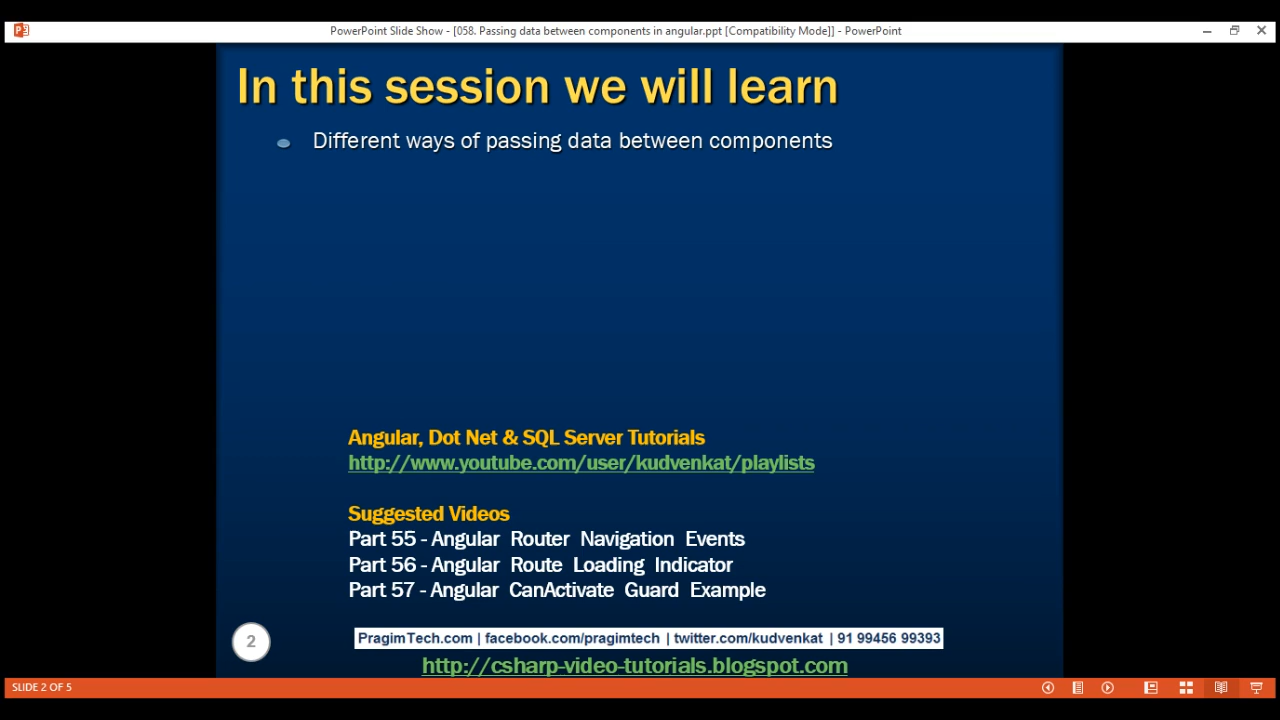 PowerPoint Slide Show - [058. Passing data between components in angular.ppt [Compatibility Mode]] - PowerPoint
In this session we will learn
Different ways of passing data between components
Angular, Dot Net & SQL Server Tutorials
http://www.youtube.com/user/kudvenkat/playlists
Suggested Videos
Part 55 - Angular Router Navigation Events
Part 56 - Angular Route Loading Indicator
Part 57 - Angular CanActivate Guard Example
2
PragimTech.com | facebook.com/pragimtech | twitter.com/kudvenkat | 91 99456 99393
http://csharp-video-tutorials.blogspot.com
SLIDE 2 OF 5